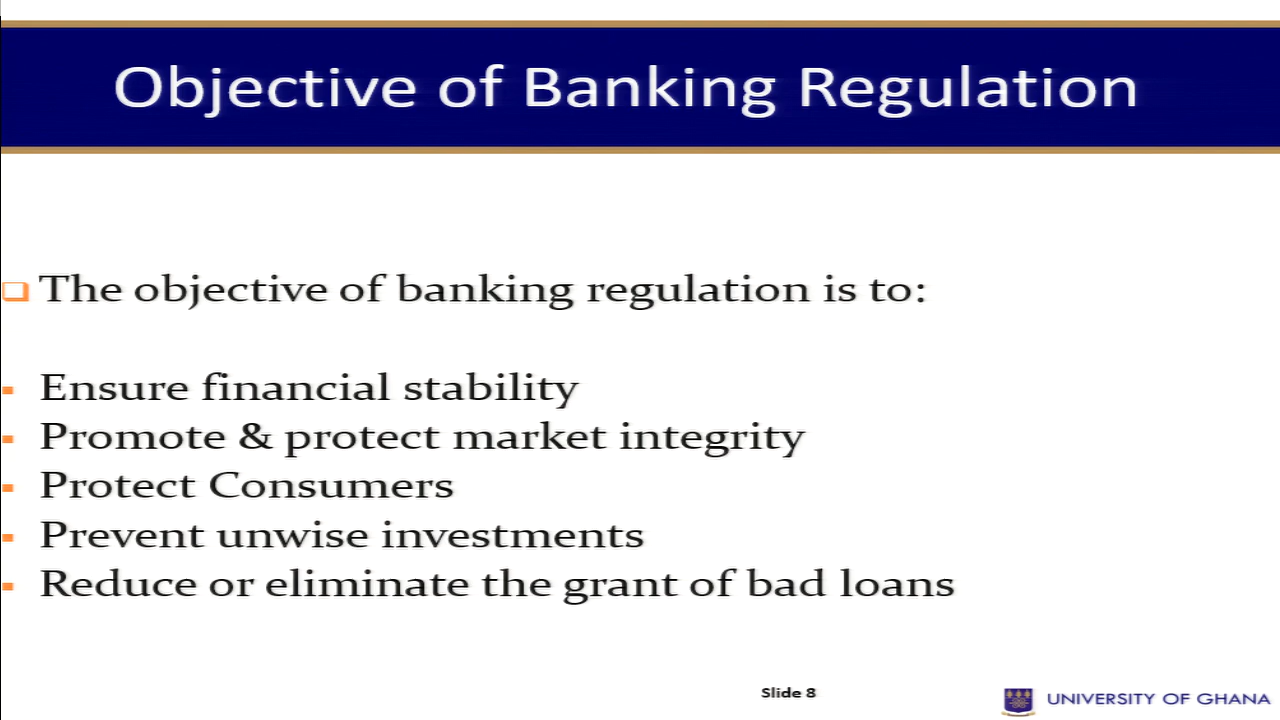 Objective of Banking Regulation
The objective of banking regulation is to:
Ensure financial stability
Promote & protect market integrity
Protect Consumers
Prevent unwise investments
Reduce or eliminate the grant of bad loans
Slide 8
UNIVERSITY OF GHANA